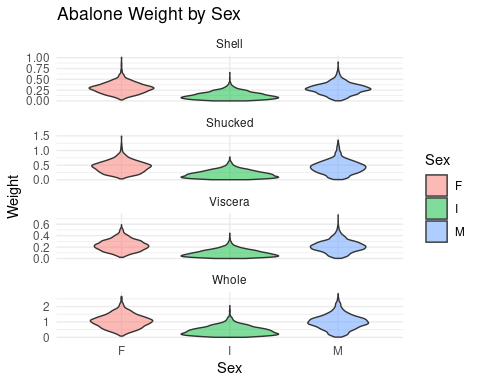 Abalone Weight by Sex
Shell
1.00
0.75
0.50
0.25
0.00
Shucked
1.5
1.0
0.5
0.0
Viscera
0.6
0.4
0.2
0.0
Whole
2
1
0
F I M
Sex
Weight
Sex
F
I
M